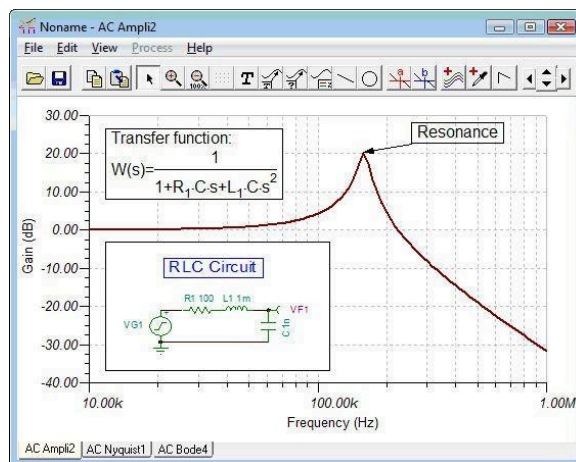 Noname - AC Ampli2
File Edit View Process Help
T
100%
a
b
30.00
20.00
10.00
0.00
-10.00
-20.00
-30.00
-40.00
Gain (dB)
Transfer function:
W(s)=1/(1+R₁·C·s+L₁·C·s²)
Resonance
RLC Circuit
R1 100 L1 1m VF1
VG1
+
C 1n
10.00k 100.00k 1.00M
Frequency (Hz)
AC Ampli2 AC Nyquist1 AC Bode4